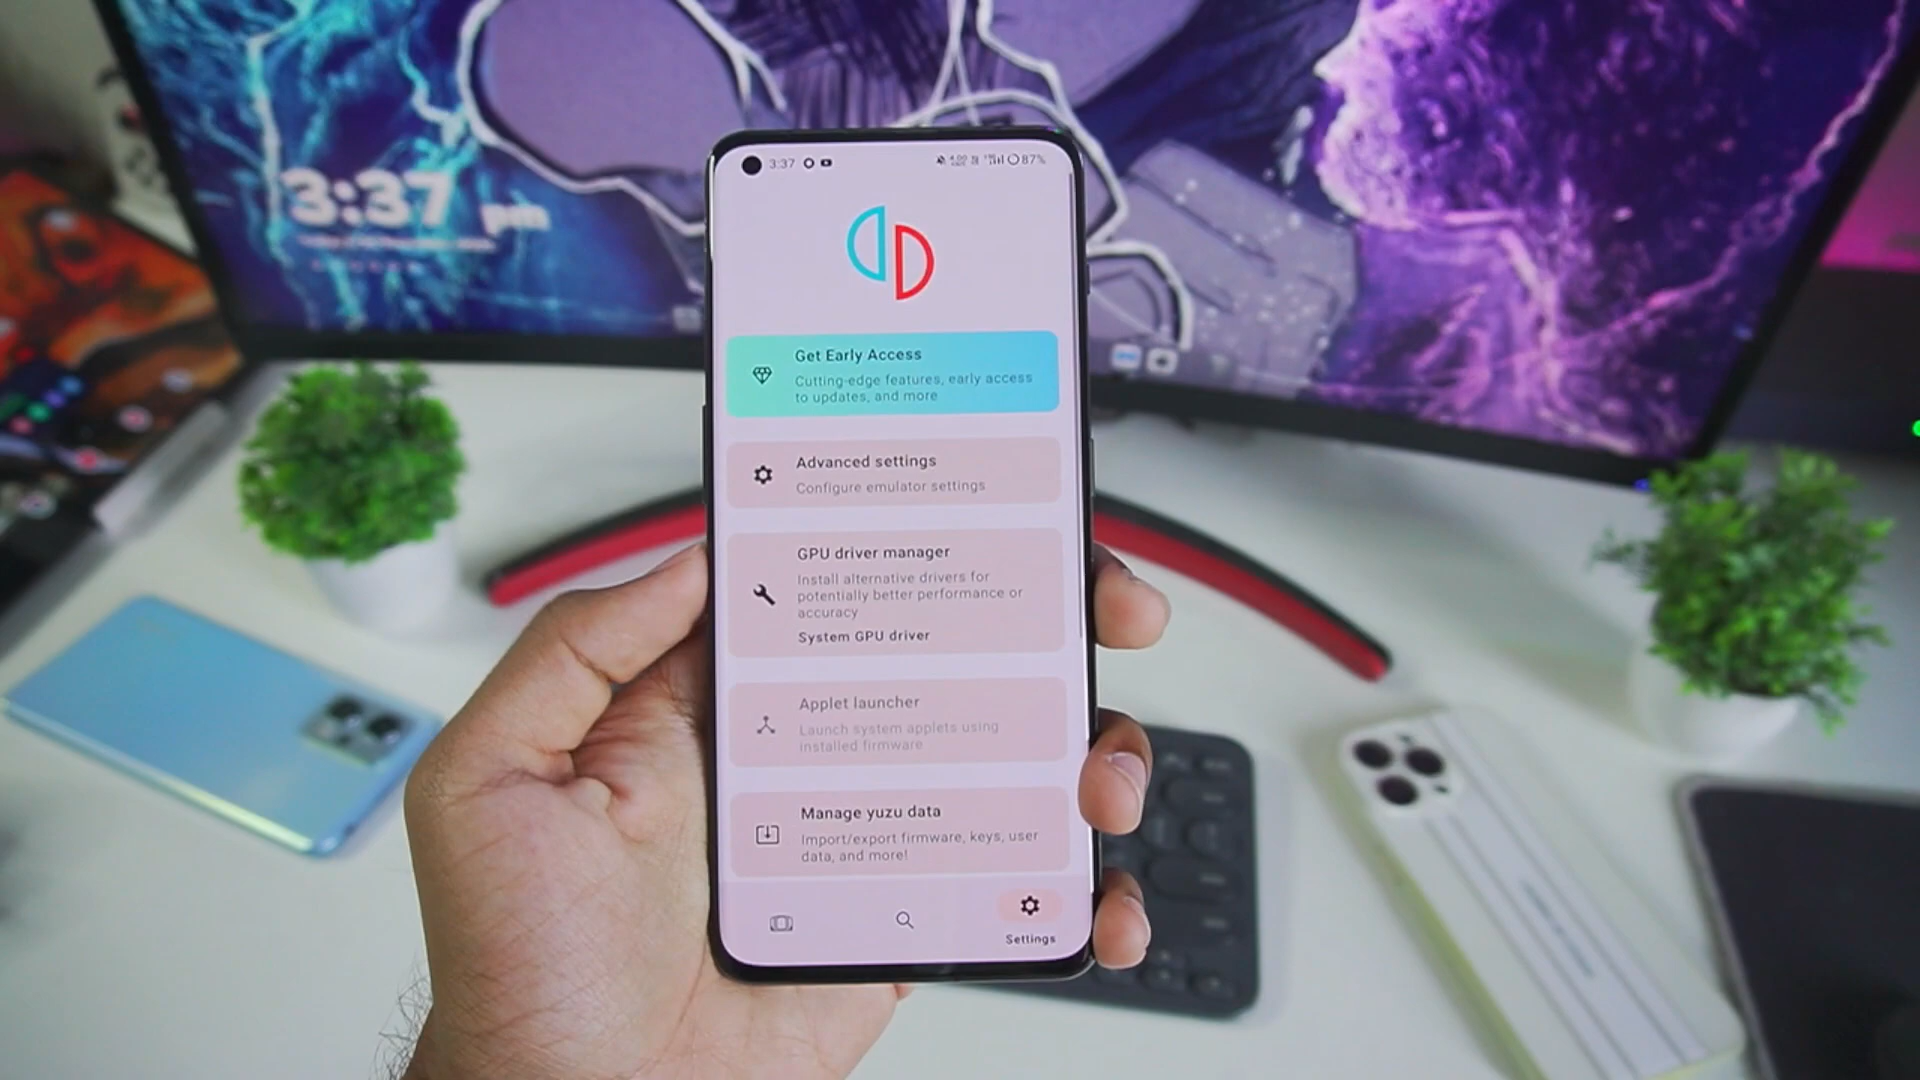 3:37 pm
3:37
87%
Get Early Access
Cutting-edge features, early access
to updates, and more
Advanced settings
Configure emulator settings
GPU driver manager
Install alternative drivers for
potentially better performance or
accuracy
System GPU driver
Applet launcher
Launch system applets using
installed firmware
Manage yuzu data
Import/export firmware, keys, user
data, and more!
Settings